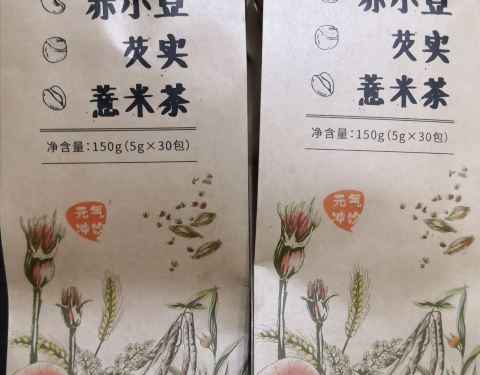 赤小豆
芡实
薏米茶
净含量:150g(5g×30包)
元气
冲饮
赤小豆
芡实
薏米茶
净含量:150g(5g×30包)
元气
冲饮